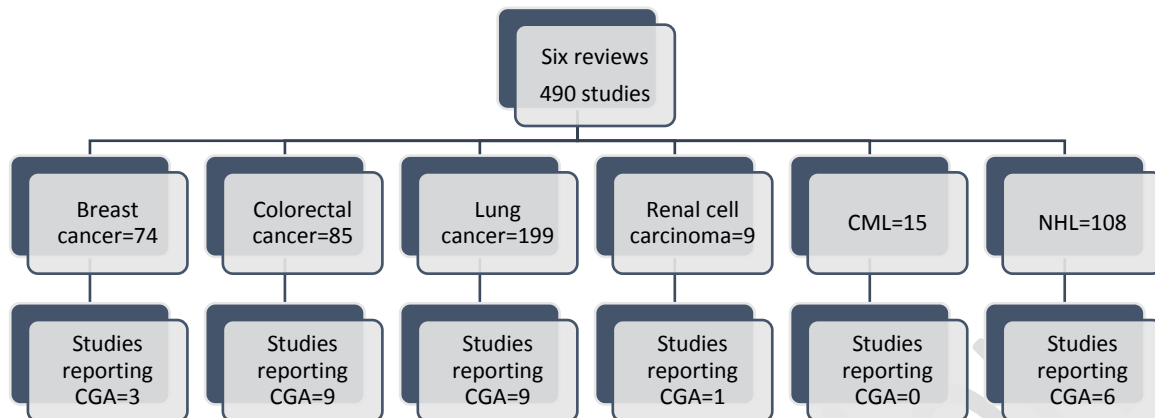 Six reviews
490 studies
Breast
cancer=74
Colorectal
cancer=85
Lung
cancer=199
Renal cell
carcinoma=9
CML=15
NHL=108
Studies
reporting
CGA=3
Studies
reporting
CGA=9
Studies
reporting
CGA=9
Studies
reporting
CGA=1
Studies
reporting
CGA=0
Studies
reporting
CGA=6